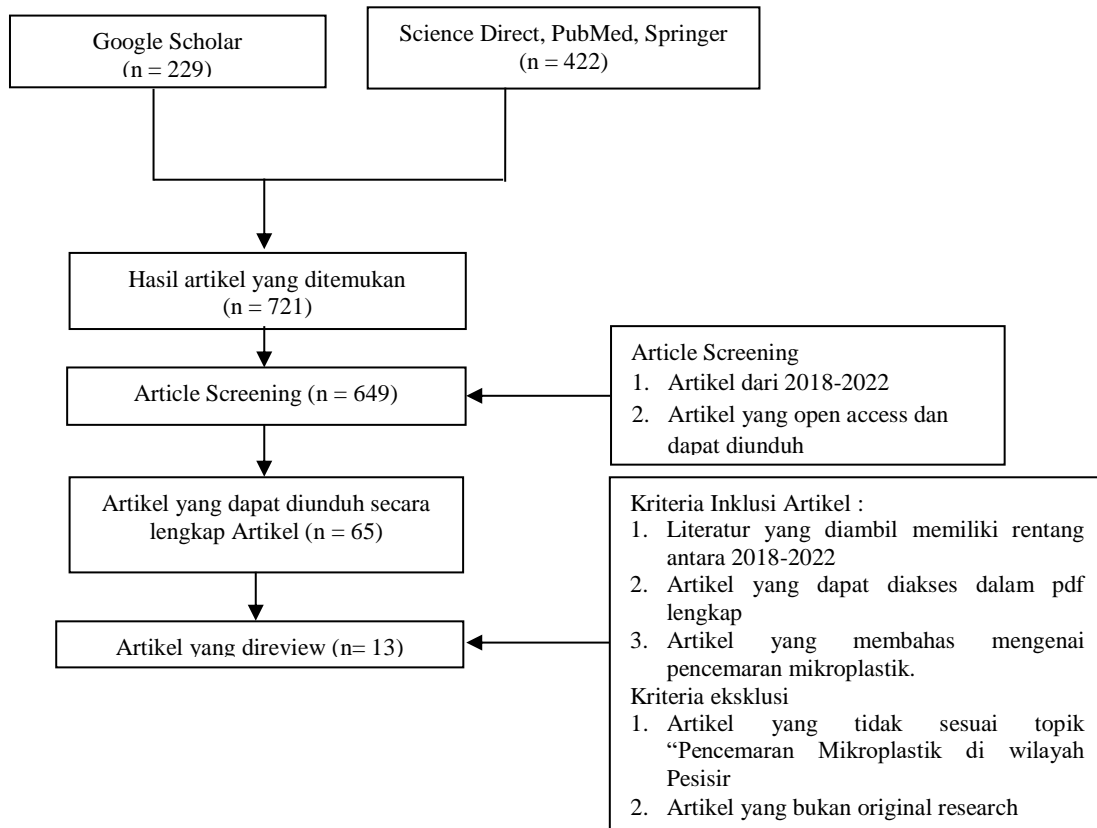 Google Scholar
(n = 229)
Science Direct, PubMed, Springer
(n = 422)
Hasil artikel yang ditemukan
(n = 721)
Article Screening (n = 649)
Article Screening
1. Artikel dari 2018-2022
2. Artikel yang open access dan
dapat diunduh
Artikel yang dapat diunduh secara
lengkap Artikel (n = 65)
Artikel yang direview (n= 13)
Kriteria Inklusi Artikel :
1. Literatur yang diambil memiliki rentang
antara 2018-2022
2. Artikel yang dapat diakses dalam pdf
lengkap
3. Artikel yang membahas mengenai
pencemaran mikroplastik.
Kriteria eksklusi
1. Artikel yang tidak sesuai topik
“Pencemaran Mikroplastik di wilayah
Pesisir
2. Artikel yang bukan original research